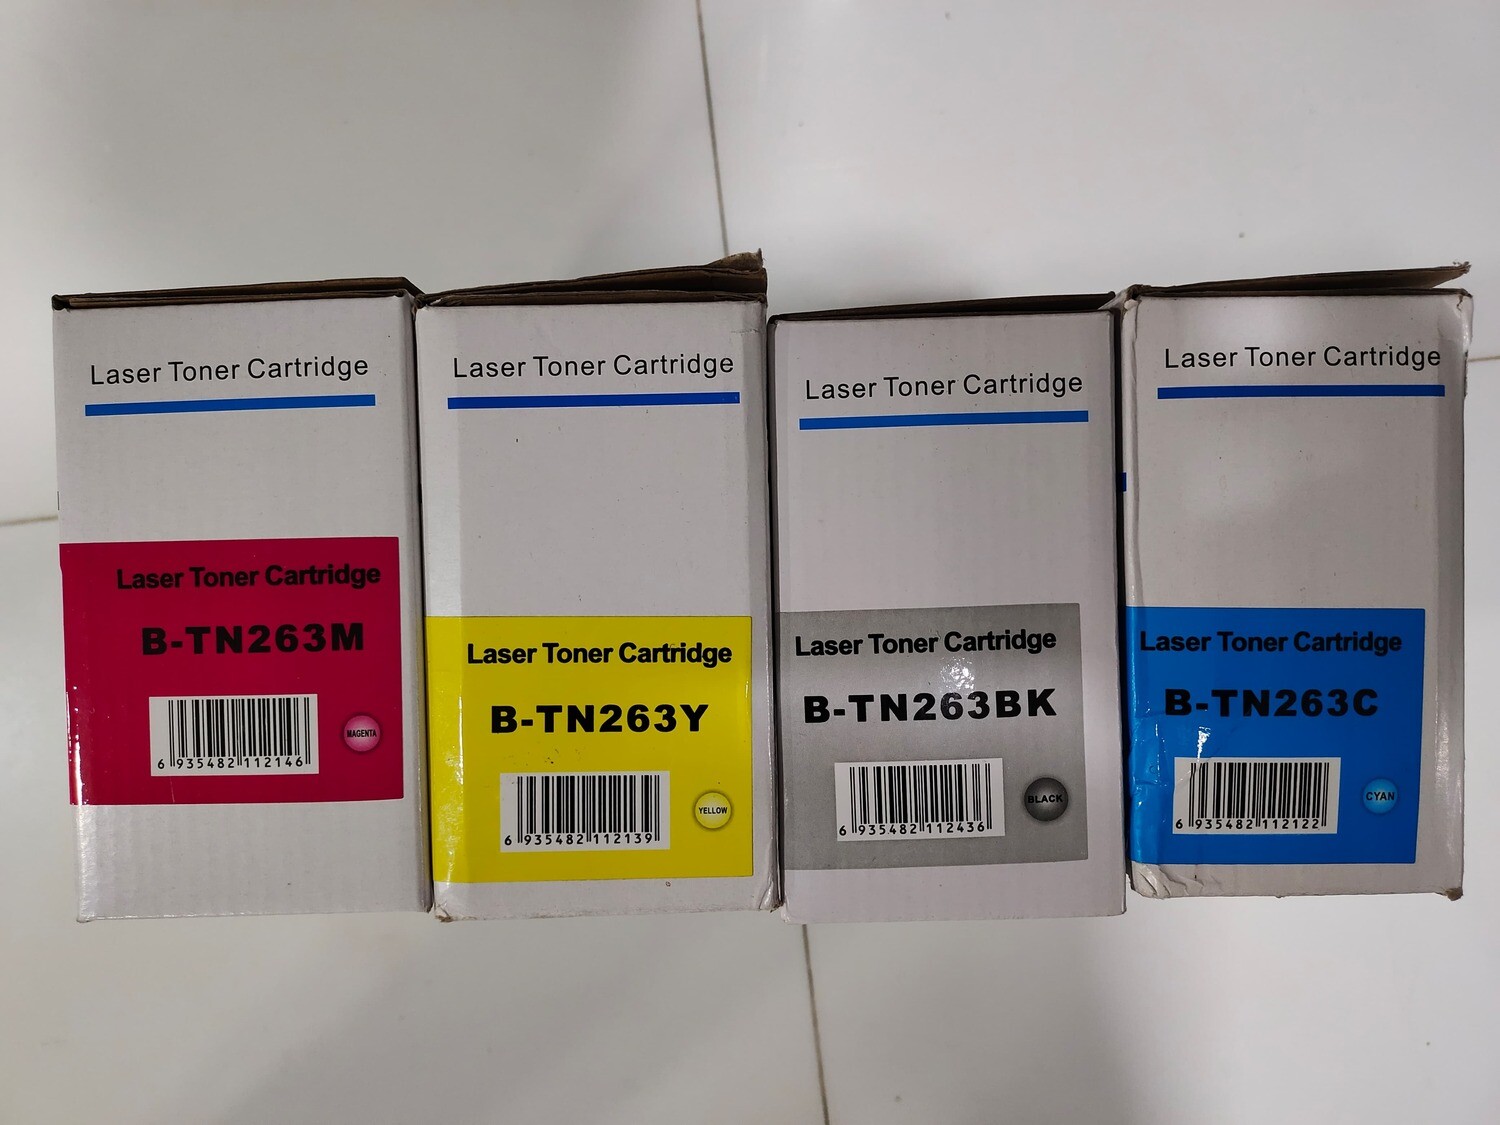 Laser Toner Cartridge
Laser Toner Cartridge
B-TN263M
MAGENTA
6 935482 112146
Laser Toner Cartridge
Laser Toner Cartridge
B-TN263Y
YELLOW
6 935482 112139
Laser Toner Cartridge
Laser Toner Cartridge
B-TN263BK
BLACK
6 935482 112436
Laser Toner Cartridge
Laser Toner Cartridge
B-TN263C
CYAN
6 935482 112122